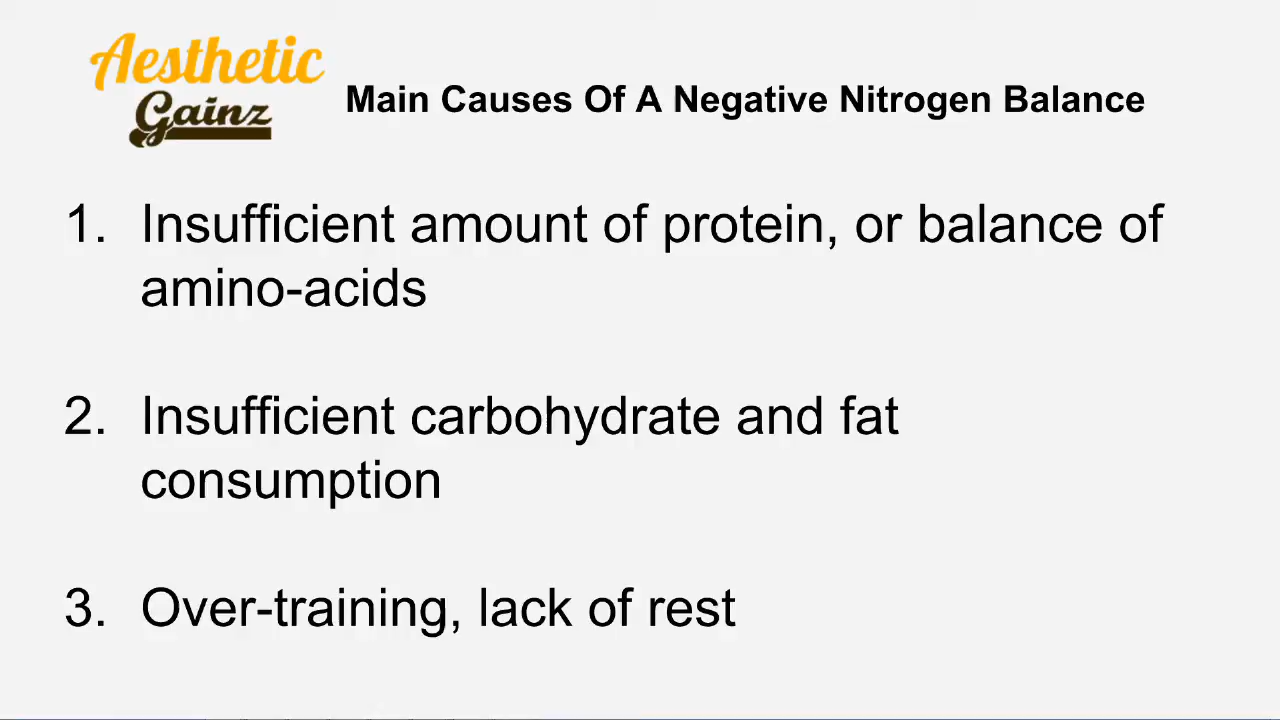 Aesthetic
Gainz
Main Causes Of A Negative Nitrogen Balance
1. Insufficient amount of protein, or balance of
amino-acids
2. Insufficient carbohydrate and fat
consumption
3. Over-training, lack of rest